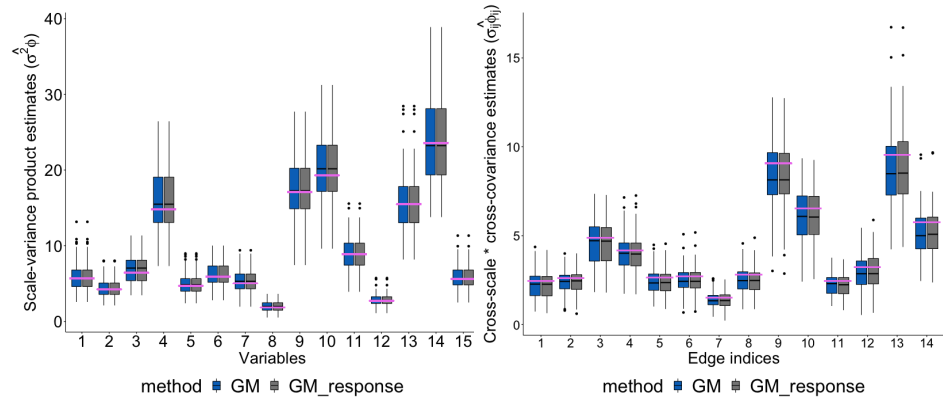 Scale-variance product estimates (σ̂²ϕ)
40
30
20
10
0
1 2 3 4 5 6 7 8 9 10 11 12 13 14 15
Variables
method GM GM_response
Cross-scale * cross-covariance estimates (σ̂ᵢⱼϕᵢⱼ)
15
10
5
0
1 2 3 4 5 6 7 8 9 10 11 12 13 14
Edge indices
method GM GM_response